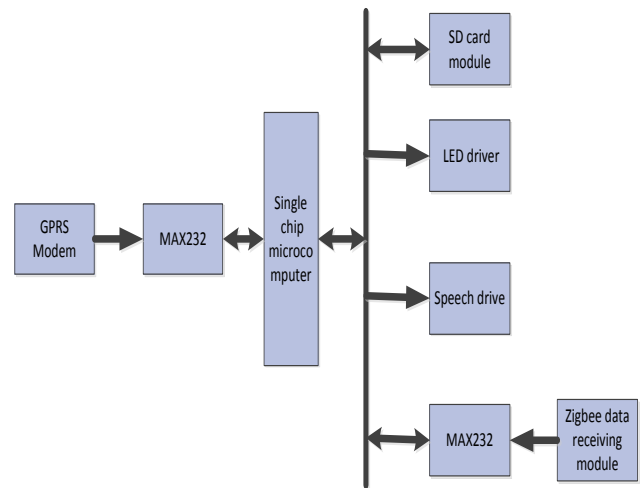 SD card
module
LED driver
Single
chip
microco
mputer
GPRS
Modem
MAX232
Speech drive
MAX232
Zigbee data
receiving
module